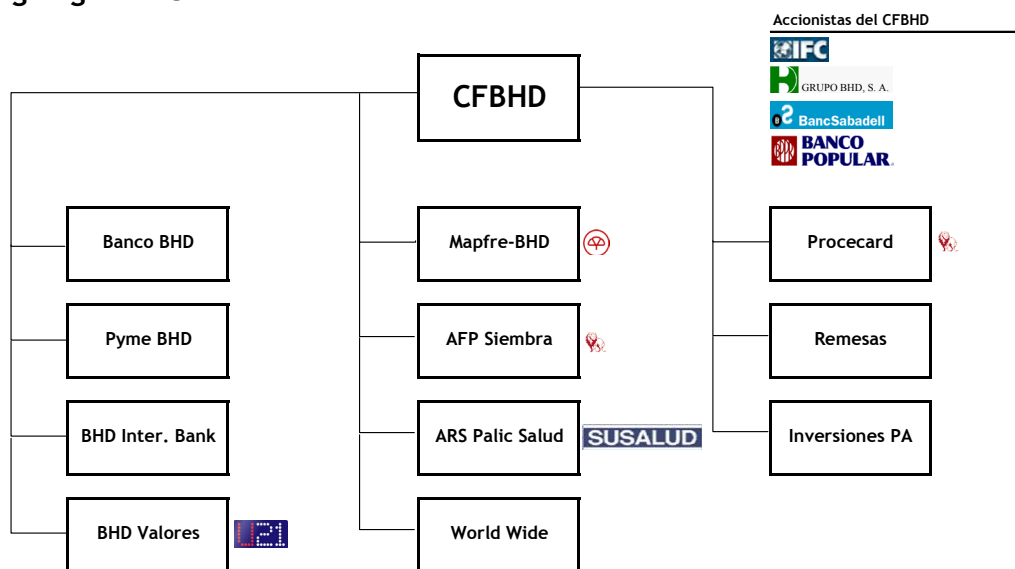 Accionistas del CFBHD
IFC
GRUPO BHD, S. A.
BancSabadell
BANCO
POPULAR
CFBHD
Banco BHD
Mapfre-BHD
Procecard
Pyme BHD
AFP Siembra
Remesas
BHD Inter. Bank
ARS Palic Salud
SUSALUD
Inversiones PA
BHD Valores
U21
World Wide